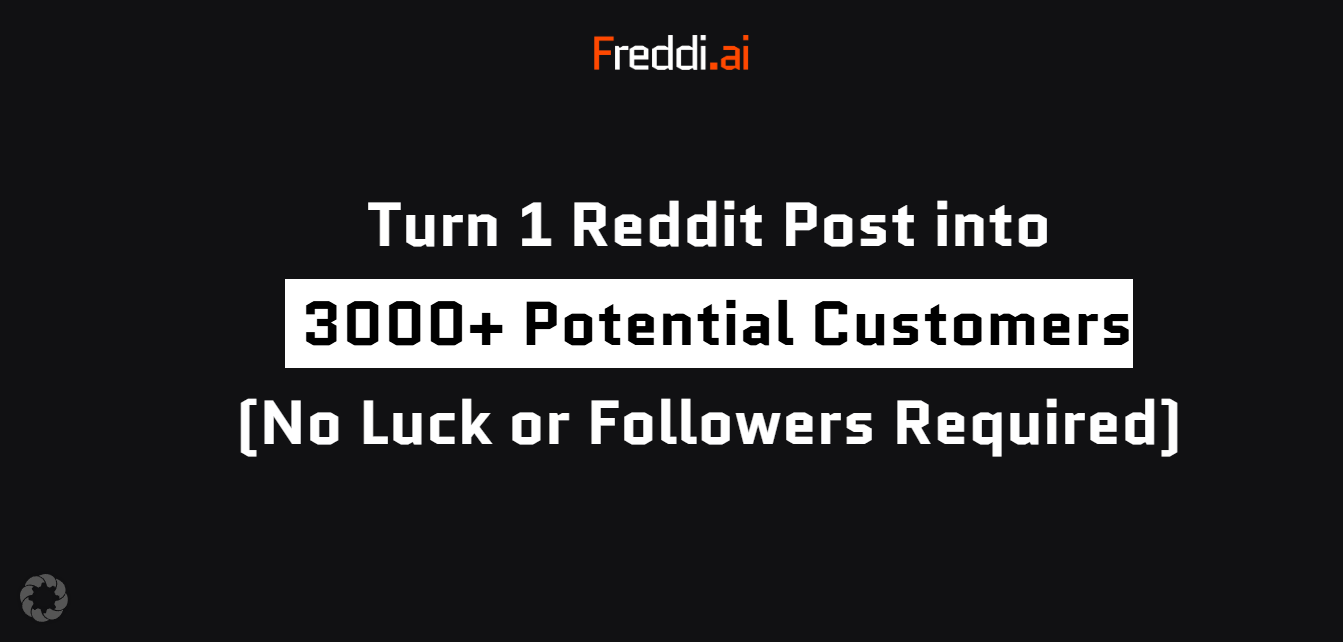 Freddi.ai
Turn 1 Reddit Post into
3000+ Potential Customers
(No Luck or Followers Required)